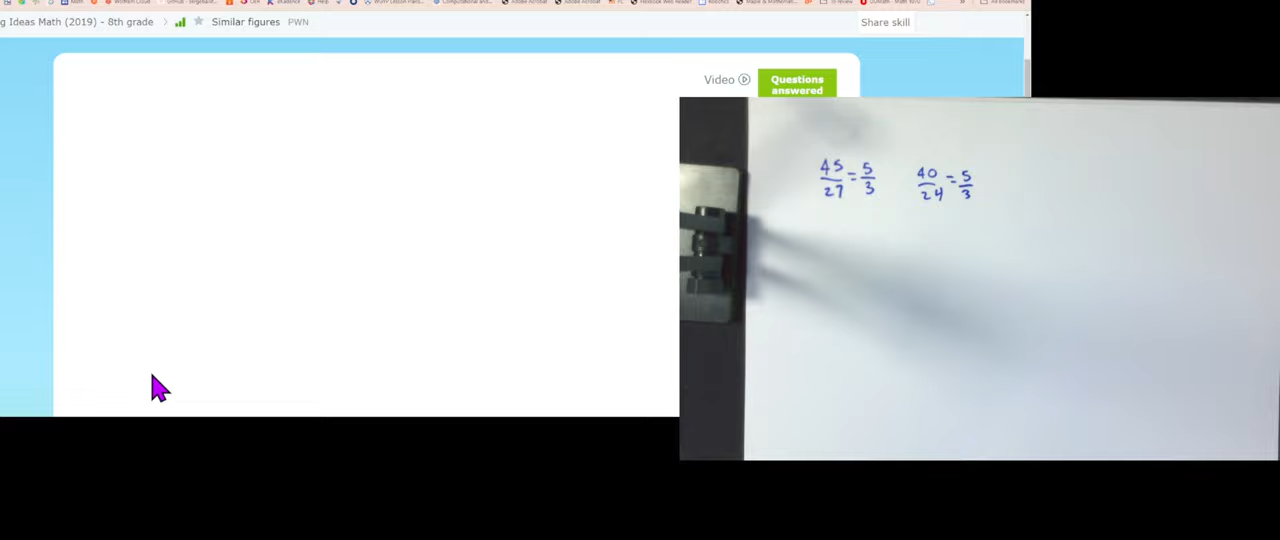 g Ideas Math (2019) - 8th grade > Similar figures PWN
Share skill
Video
Questions answered
45/27 = 5/3 40/24 = 5/3